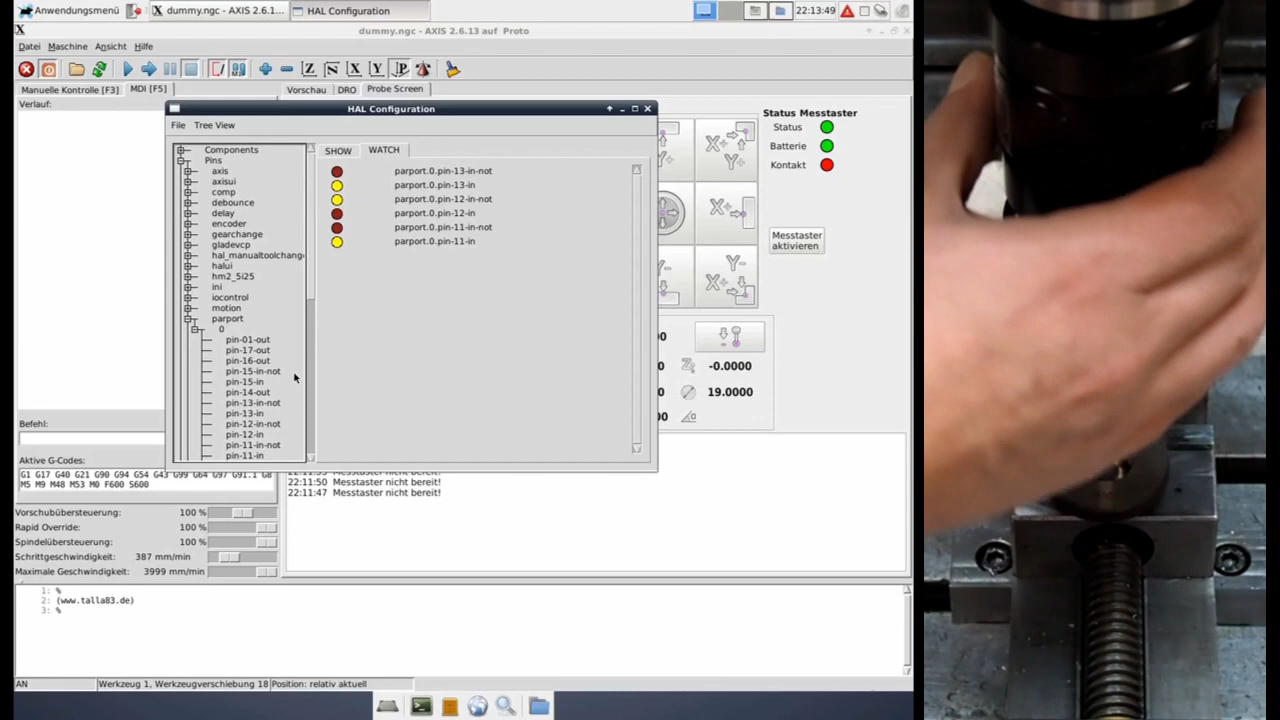 Anwendungsmenü
dummy.ngc - AXIS 2.6.1...
HAL Configuration
22:13:49
dummy.ngc - AXIS 2.6.13 auf Proto
Datei Maschine Ansicht Hilfe
Manuelle Kontrolle [F3] MDI [F5]
Vorschau DRO Probe Screen
Verlauf:
HAL Configuration
File Tree View
SHOW WATCH
Components
Pins
axis
axisui
comp
debounce
delay
encoder
gearchange
gladevcp
hal_manualtoolchang
halui
hm2_5i25
ini
iocontrol
motion
parport
0
pin-01-out
pin-17-out
pin-16-out
pin-15-in-not
pin-15-in
pin-14-out
pin-13-in-not
pin-13-in
pin-12-in-not
pin-12-in
pin-11-in-not
pin-11-in
parport.0.pin-13-in-not
parport.0.pin-13-in
parport.0.pin-12-in-not
parport.0.pin-12-in
parport.0.pin-11-in-not
parport.0.pin-11-in
Status Messtaster
Status
Batterie
Kontakt
X+
Y+
Y+
X+
Y-
Y-
X+
Messtaster
aktivieren
0
-0.0000
0
19.0000
0
Befehl:
Aktive G-Codes:
G1 G17 G40 G21 G90 G94 G54 G43 G99 G64 G97 G91.1 G8
M5 M9 M48 M53 M0 F600 S600
22:11:50 Messtaster nicht bereit!
22:11:47 Messtaster nicht bereit!
Vorschubübersteuerung: 100 %
Rapid Override: 100 %
Spindelübersteuerung: 100 %
Schrittgeschwindigkeit: 387 mm/min
Maximale Geschwindigkeit: 3999 mm/min
1: %
2: (www.talla83.de)
3: %
AN
Werkzeug 1, Werkzeugverschiebung 18
Position: relativ aktuell